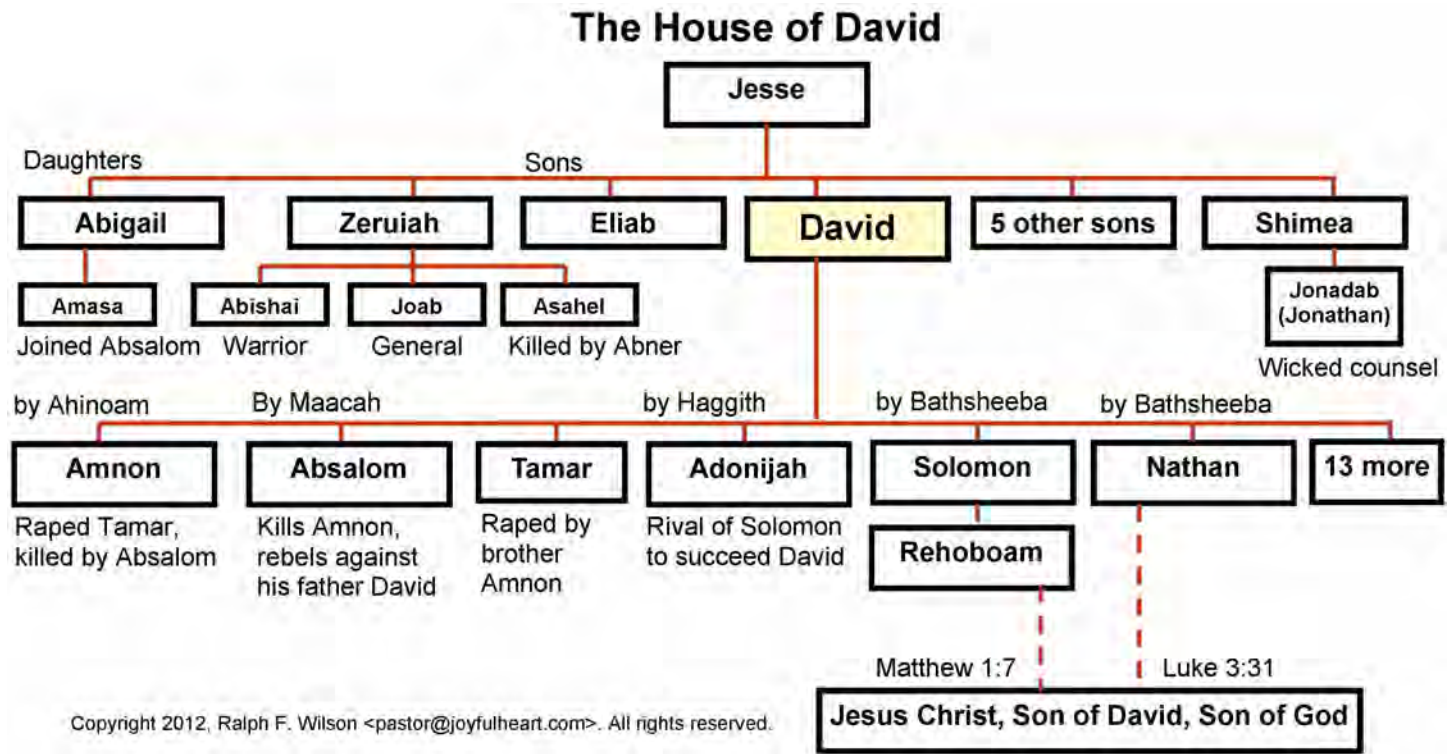 The House of David
Jesse
Daughters
Sons
Abigail
Zeruiah
Eliab
David
5 other sons
Shimea
Amasa
Abishai
Joab
Asahel
Jonadab
(Jonathan)
Joined Absalom
Warrior
General
Killed by Abner
Wicked counsel
by Ahinoam
By Maacah
by Haggith
by Bathsheeba
by Bathsheeba
Amnon
Absalom
Tamar
Adonijah
Solomon
Nathan
13 more
Raped Tamar,
killed by Absalom
Kills Amnon,
rebels against
his father David
Raped by
brother
Amnon
Rival of Solomon
to succeed David
Rehoboam
Matthew 1:7
Luke 3:31
Jesus Christ, Son of David, Son of God
Copyright 2012, Ralph F. Wilson <pastor@joyfulheart.com>. All rights reserved.